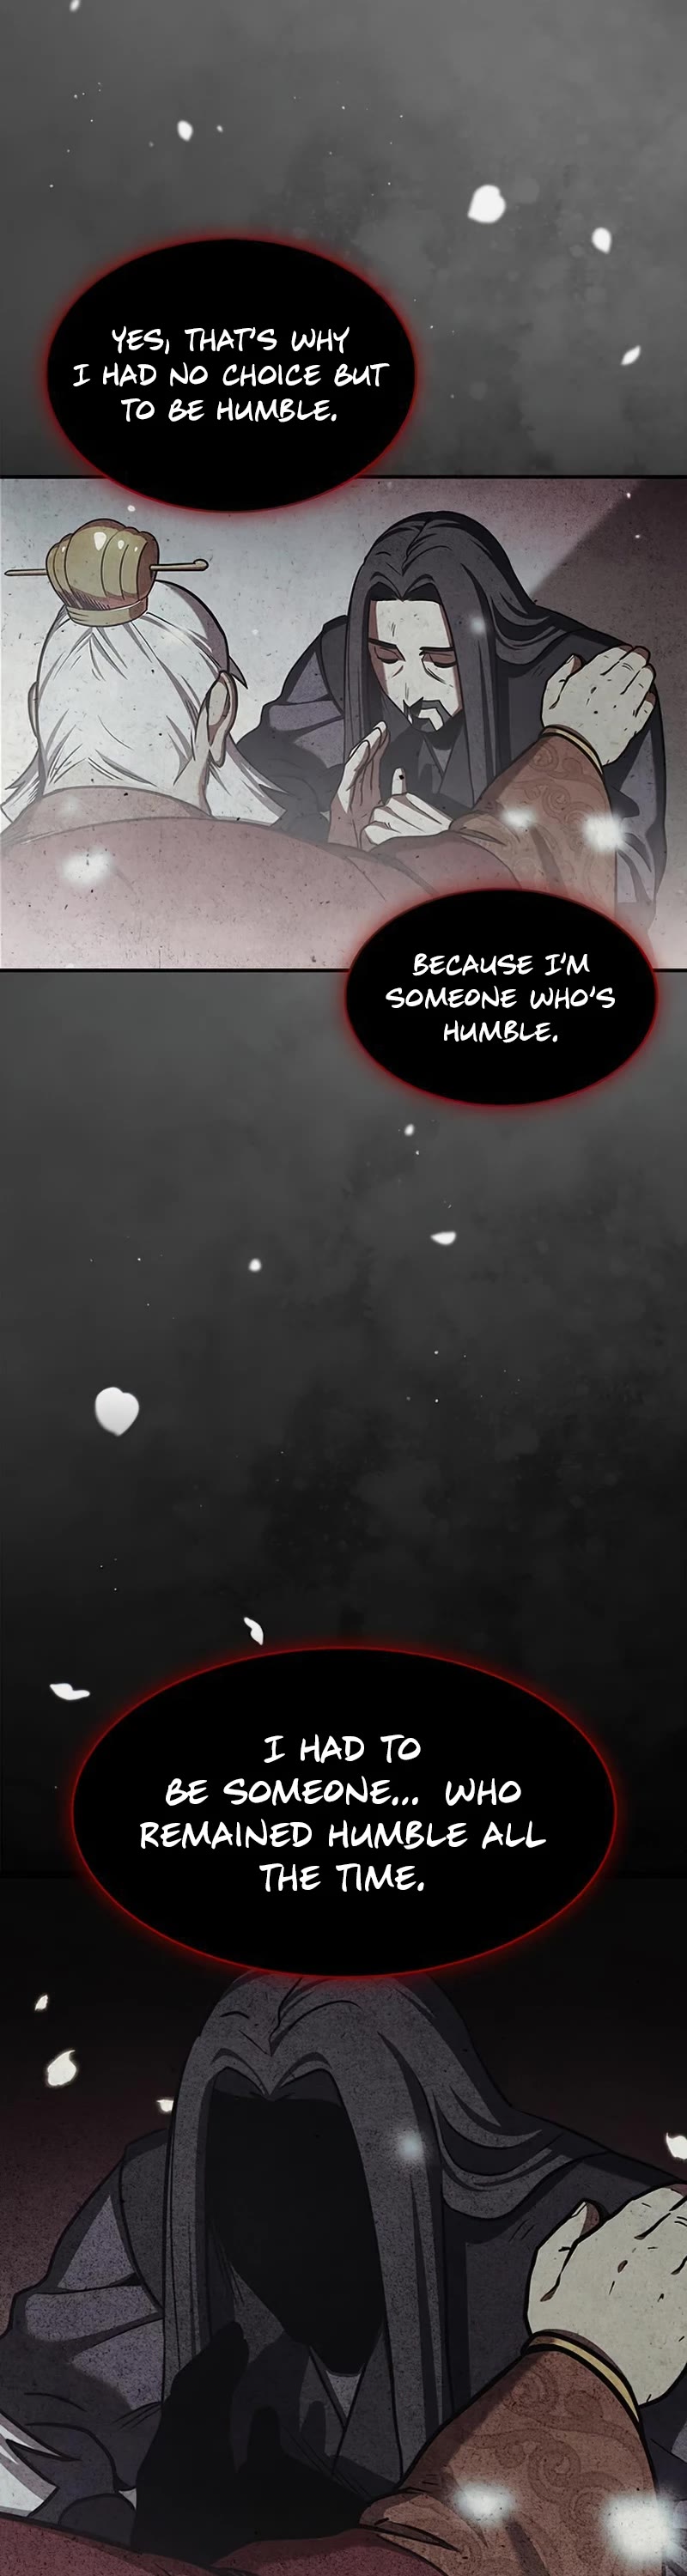 YES, THAT'S WHY
I HAD NO CHOICE BUT
TO BE HUMBLE.
BECAUSE I'M
SOMEONE WHO'S
HUMBLE.
I HAD TO
BE SOMEONE... WHO
REMAINED HUMBLE ALL
THE TIME.